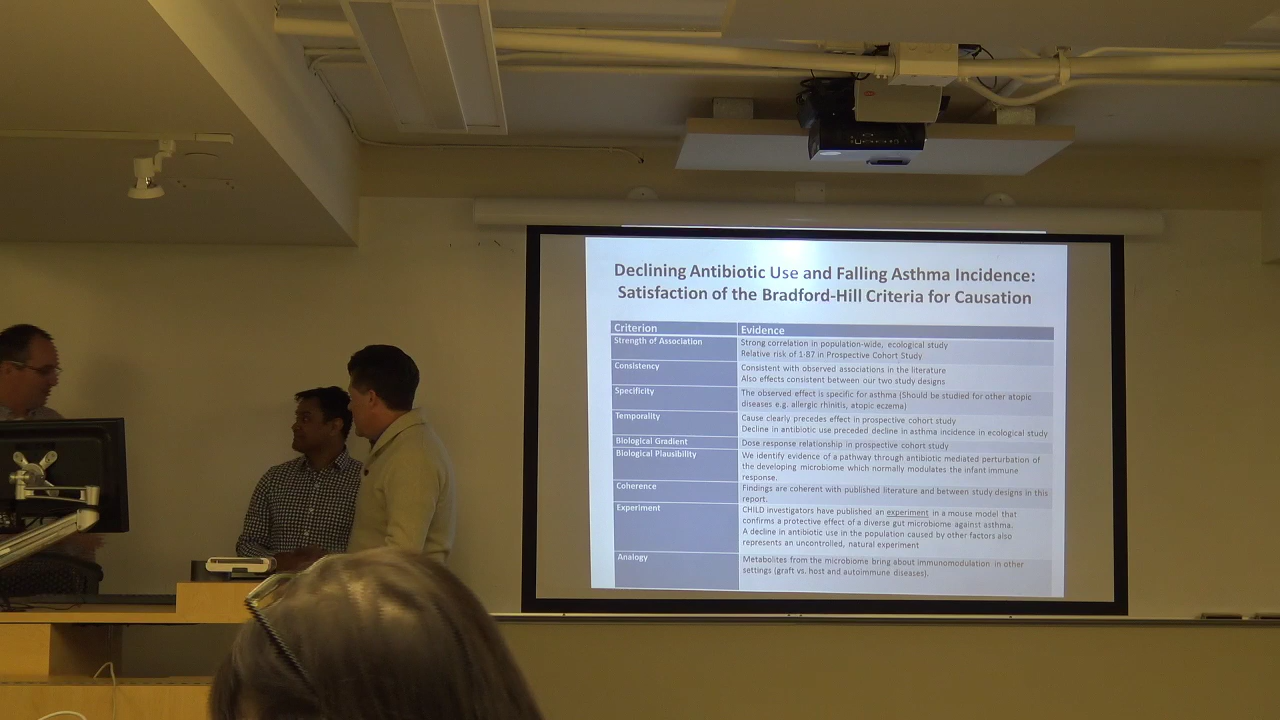 Declining Antibiotic Use and Falling Asthma Incidence:
Satisfaction of the Bradford-Hill Criteria for Causation
Criterion Evidence
Strength of Association Strong correlation in population-wide, ecological study
Relative risk of 1·87 in Prospective Cohort Study
Consistency Consistent with observed associations in the literature
Also effects consistent between our two study designs
Specificity The observed effect is specific for asthma (Should be studied for other atopic
diseases e.g. allergic rhinitis, atopic eczema)
Temporality Cause clearly precedes effect in prospective cohort study
Decline in antibiotic use preceded decline in asthma incidence in ecological study
Biological Gradient Dose response relationship in prospective cohort study
Biological Plausibility We identify evidence of a pathway through antibiotic mediated perturbation of
the developing microbiome which normally modulates the infant immune
response.
Coherence Findings are coherent with published literature and between study designs in this
report.
Experiment CHILD investigators have published an experiment in a mouse model that
confirms a protective effect of a diverse gut microbiome against asthma.
A decline in antibiotic use in the population caused by other factors also
represents an uncontrolled, natural experiment
Analogy Metabolites from the microbiome bring about immunomodulation in other
settings (graft vs. host and autoimmune diseases).